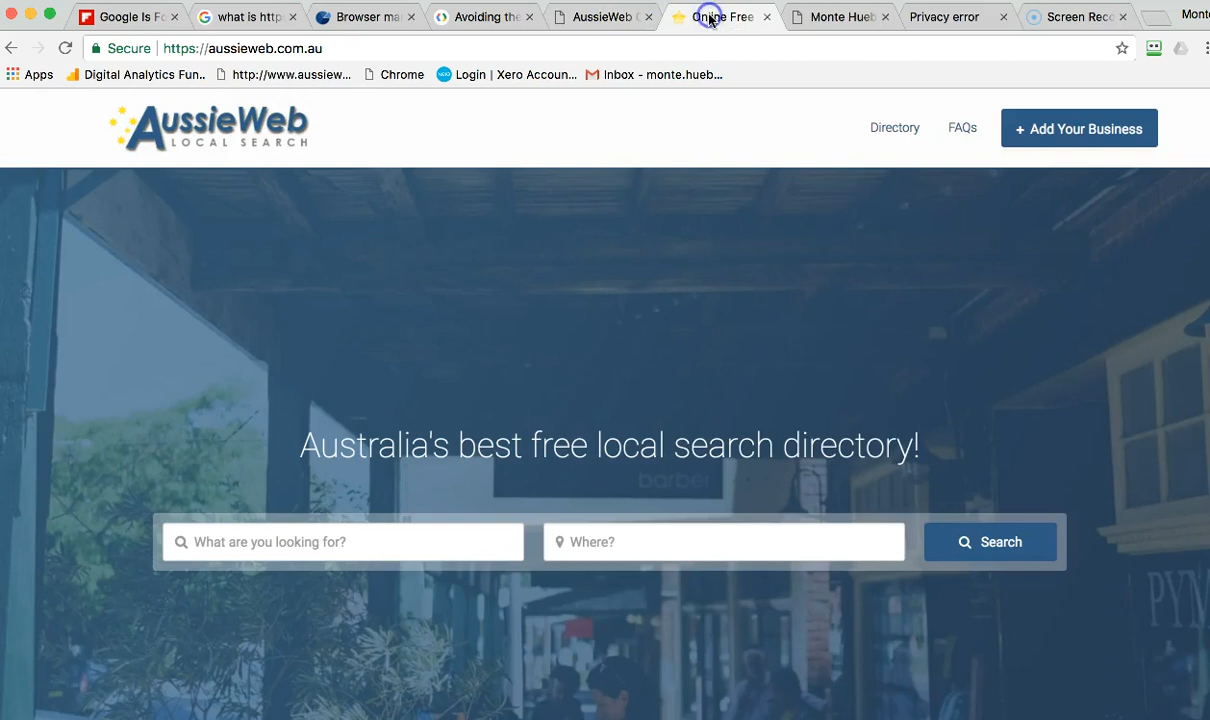 Google Is Fo
what is http
Browser ma
Avoiding the
AussieWeb C
Online Free
Monte Hueb
Privacy error
Screen Reco
Monte
Secure | https://aussieweb.com.au
Apps
Digital Analytics Fun..
http://www.aussiew...
Chrome
Login | Xero Accoun...
Inbox - monte.hueb...
AussieWeb
LOCAL SEARCH
Directory
FAQs
+ Add Your Business
Australia's best free local search directory!
barber
What are you looking for?
Where?
Search
PYM